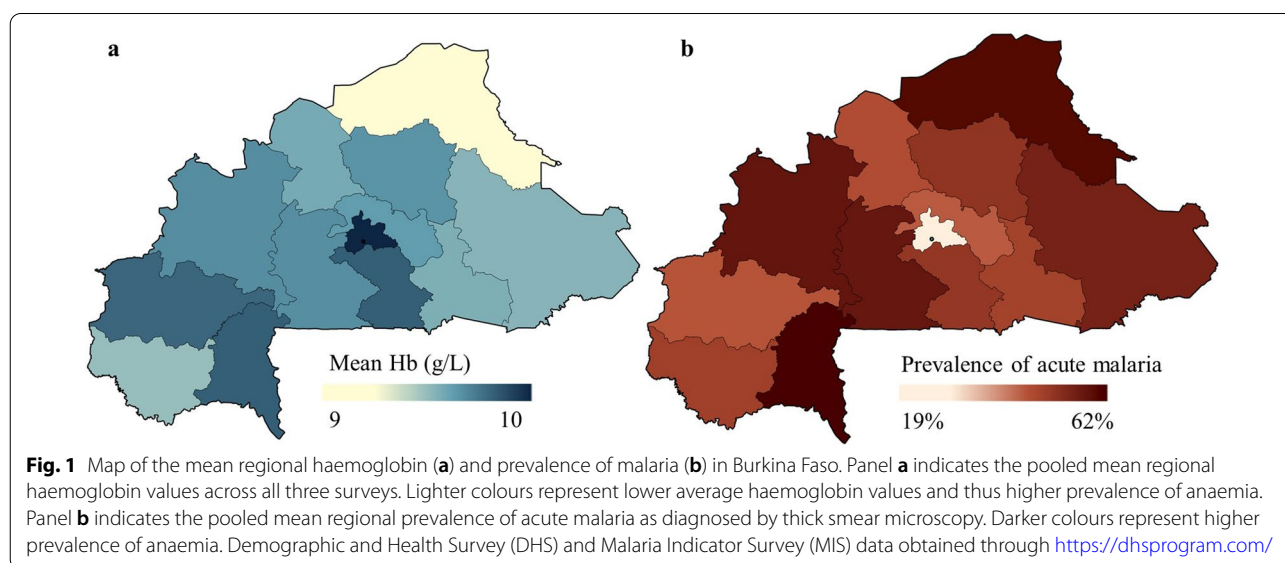 a
b
Mean Hb (g/L)
9 10
Prevalence of acute malaria
19% 62%
Fig. 1 Map of the mean regional haemoglobin (a) and prevalence of malaria (b) in Burkina Faso. Panel a indicates the pooled mean regional
haemoglobin values across all three surveys. Lighter colours represent lower average haemoglobin values and thus higher prevalence of anaemia.
Panel b indicates the pooled mean regional prevalence of acute malaria as diagnosed by thick smear microscopy. Darker colours represent higher
prevalence of anaemia. Demographic and Health Survey (DHS) and Malaria Indicator Survey (MIS) data obtained through https://dhsprogram.com/